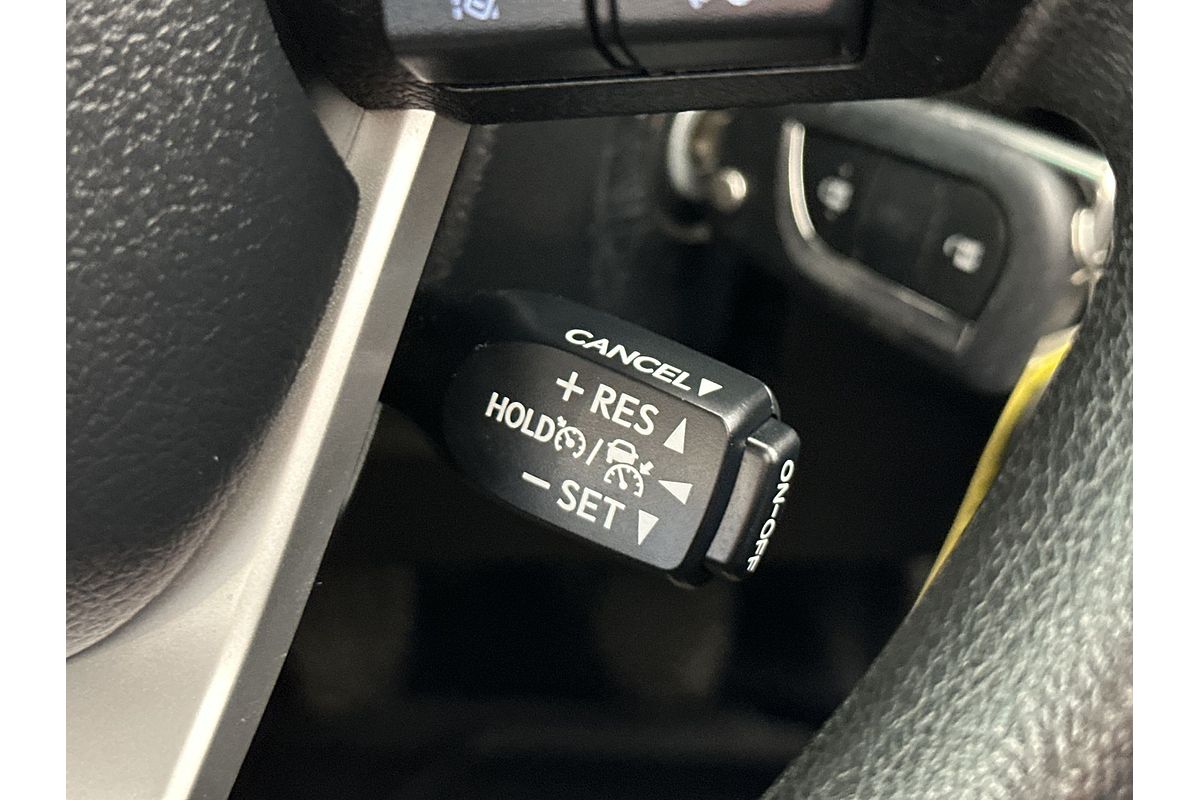 CANCEL
+ RES
HOLD /
− SET
ON-OFF